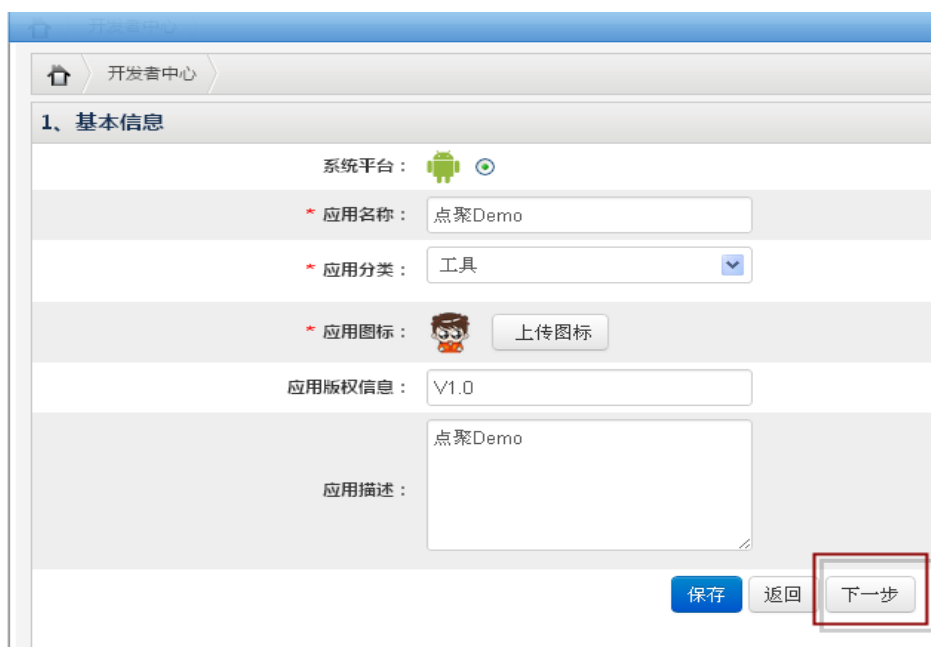 开发者中心
开发者中心
1、基本信息
系统平台：
* 应用名称： 点聚Demo
* 应用分类： 工具
* 应用图标： 上传图标
应用版权信息： V1.0
点聚Demo
应用描述：
保存 返回 下一步